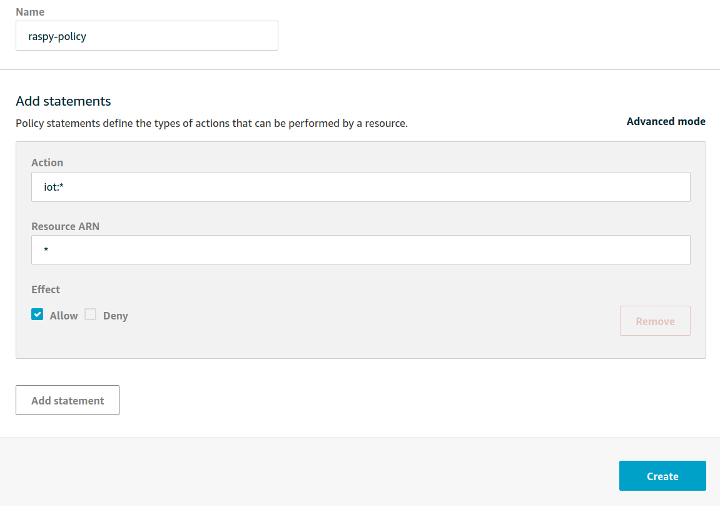 Name
raspy-policy
Add statements
Policy statements define the types of actions that can be performed by a resource.
Advanced mode
Action
iot:*
Resource ARN
*
Effect
Allow Deny
Remove
Add statement
Create